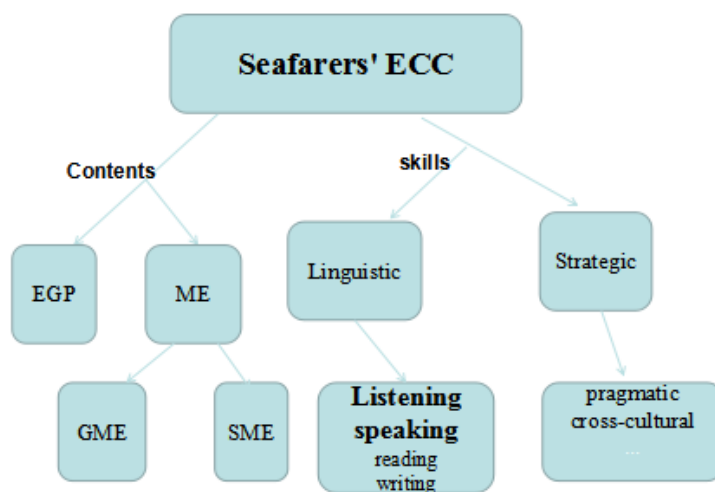 Seafarers' ECC
Contents
skills
EGP
ME
Linguistic
Strategic
GME
SME
Listening
speaking
reading
writing
pragmatic
cross-cultural
...